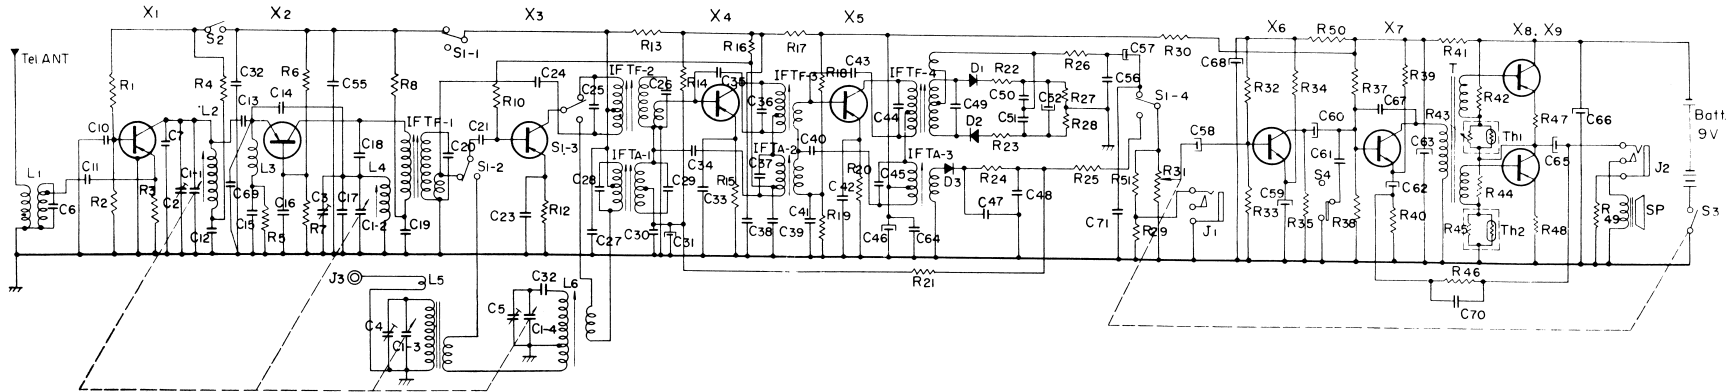 X1 X2 X3 X4 X5 X6 X7 X8, X9
Tel ANT
S2
S1-1
R13
R16
R17
R30
R50
R41
C57
C68
R1
R4
C32
R6
C55
R8
C24
R10
C25
IFTF-2
C26
R14
C35
C36
IFTF-3
R18
C43
C44
IFTF-4
D1
R22
R26
C56
C49
C50
C52
R27
S1-4
R32
R34
R37
R39
C67
R43
T
R42
R47
C66
Batt.
9V
C10
C7
L2
C13
C14
D2
C51
R28
R23
C58
C60
C63
Th1
C65
J2
C11
L1
C6
R2
R3
C2
C1-1
C12
C69
L3
C15
R5
C16
R7
C3
C17
C18
L4
C1-2
IFTF-1
C20
C19
C21
S1-2
S1-3
C23
R12
IFTA-1
C28
C29
C27
C30
C31
C34
R15
C33
C37
IFTA-2
C38
C39
C40
C41
R19
C42
R20
C45
C46
IFTA-3
C64
D3
R24
C47
C48
R25
C71
R51
R31
R29
J1
R33
C59
R35
C61
S4
R38
C62
R40
R44
R45
Th2
R48
R49
SP
S3
J3
L5
C4
C1-3
C32
L6
C5
C1-4
R21
R46
C70